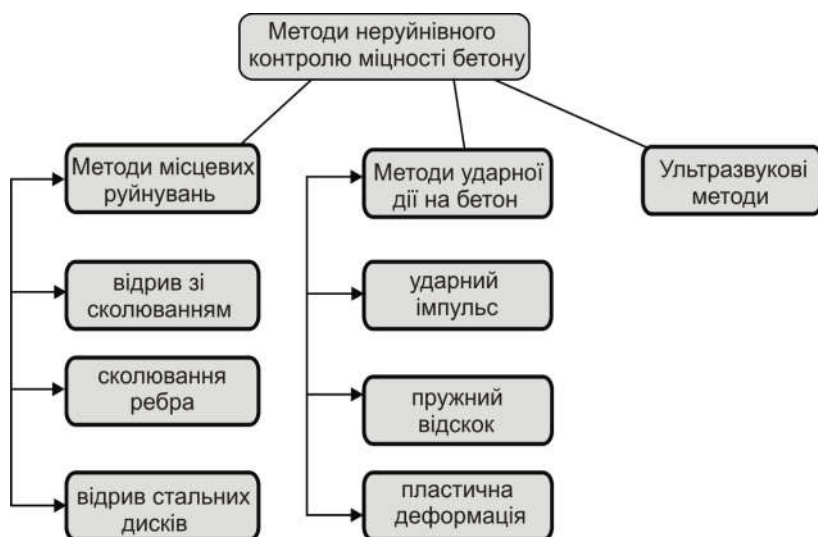 Методи неруйнівного
контролю міцності бетону
Методи місцевих
руйнувань
Методи ударної
дії на бетон
Ультразвукові
методи
відрив зі
сколюванням
ударний
імпульс
сколювання
ребра
пружний
відскок
відрив стальних
дисків
пластична
деформація